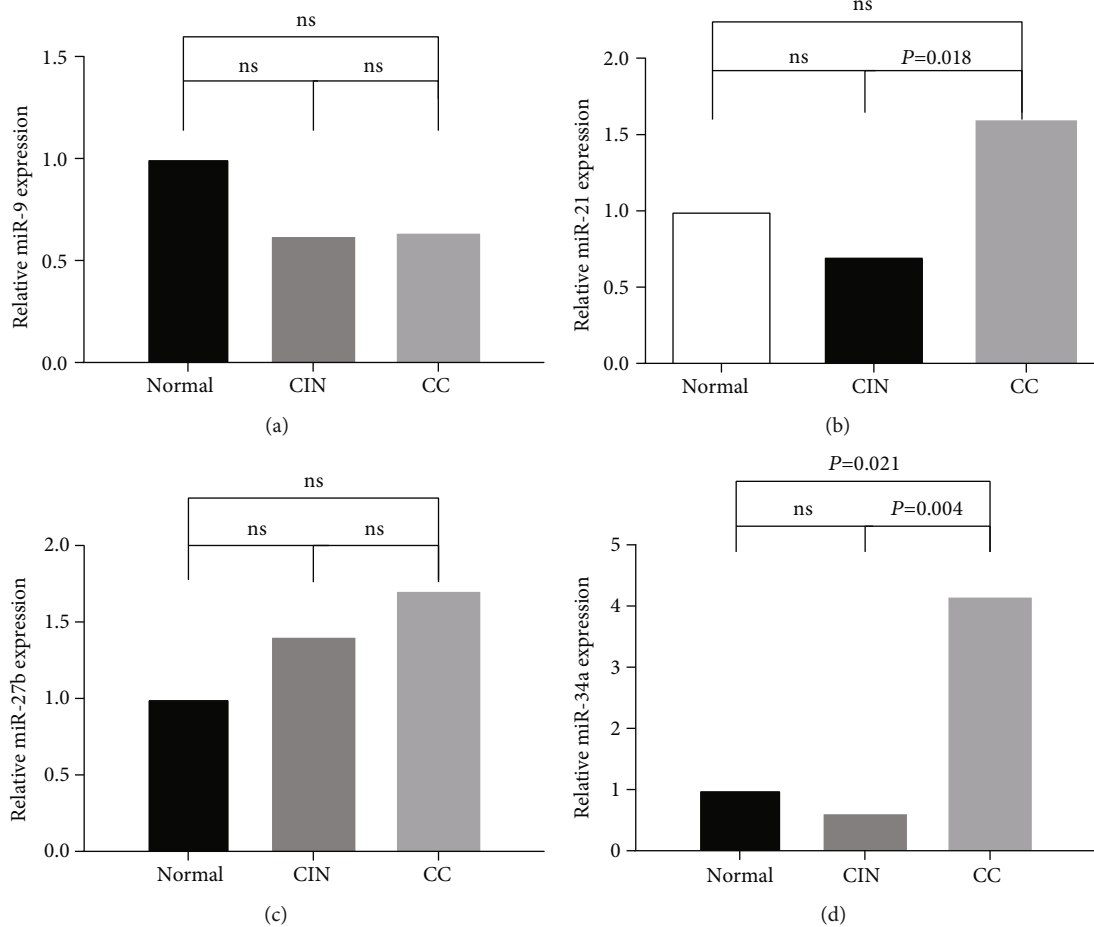 ns
ns
ns
1.5
1.0
0.5
0.0
Relative miR-9 expression
Normal
CIN
CC
(a)
ns
ns
P=0.018
2.0
1.5
1.0
0.5
0.0
Relative miR-21 expression
Normal
CIN
CC
(b)
ns
ns
ns
2.0
1.5
1.0
0.5
0.0
Relative miR-27b expression
Normal
CIN
CC
(c)
P=0.021
ns
P=0.004
5
4
3
2
1
0
Relative miR-34a expression
Normal
CIN
CC
(d)